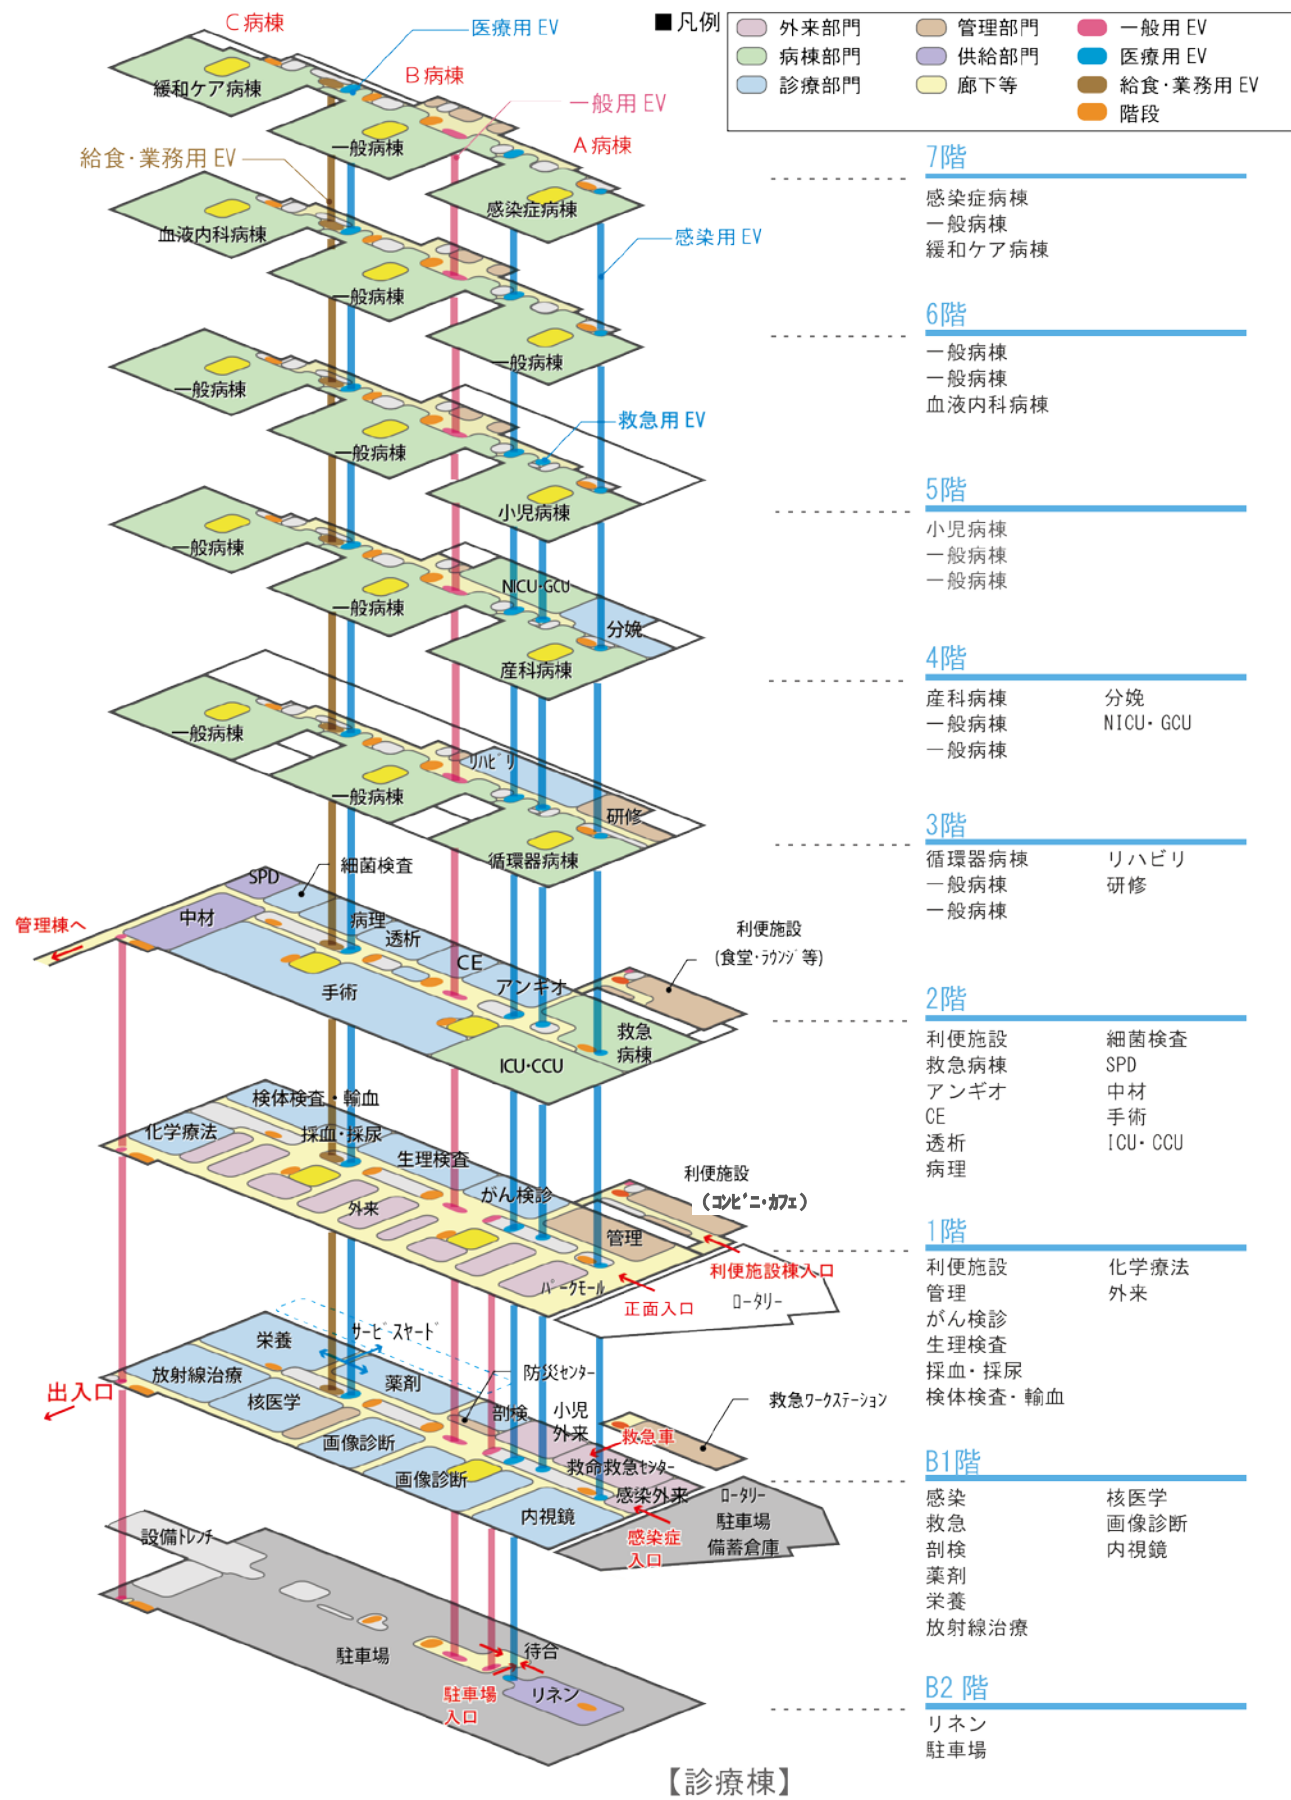 ■凡例
外来部門
病棟部門
診療部門
管理部門
供給部門
廊下等
一般用EV
医療用EV
給食・業務用EV
階段
C病棟
医療用EV
B病棟
一般用EV
A病棟
給食・業務用EV
感染用EV
救急用EV
緩和ケア病棟
一般病棟
感染症病棟
7階
感染症病棟
一般病棟
緩和ケア病棟
血液内科病棟
一般病棟
一般病棟
6階
一般病棟
一般病棟
血液内科病棟
一般病棟
一般病棟
小児病棟
5階
小児病棟
一般病棟
一般病棟
一般病棟
一般病棟
NICU・GCU
分娩
産科病棟
4階
産科病棟
一般病棟
一般病棟
分娩
NICU・GCU
一般病棟
一般病棟
リハビリ
研修
循環器病棟
3階
循環器病棟
一般病棟
一般病棟
リハビリ
研修
管理棟へ
SPD
細菌検査
中材
病理
透析
CE
アンギオ
手術
利便施設
(食堂・ラウンジ等)
救急
病棟
ICU・CCU
2階
利便施設
救急病棟
アンギオ
CE
透析
病理
細菌検査
SPD
中材
手術
ICU・CCU
検体検査・輸血
化学療法
採血・採尿
生理検査
がん検診
外来
管理
パークモール
利便施設
(コンビニ・カフェ)
利便施設棟入口
正面入口
ロータリー
1階
利便施設
管理
がん検診
生理検査
採血・採尿
検体検査・輸血
化学療法
外来
サービスヤード
栄養
放射線治療
薬剤
核医学
防災センター
剖検
小児
外来
救急車
画像診断
画像診断
救命救急センター
感染外来
内視鏡
出入口
感染症
入口
救急ワークステーション
ロータリー
駐車場
備蓄倉庫
B1階
感染
救急
剖検
薬剤
栄養
放射線治療
核医学
画像診断
内視鏡
設備トレンチ
駐車場
待合
リネン
駐車場
入口
B2階
リネン
駐車場
【診療棟】